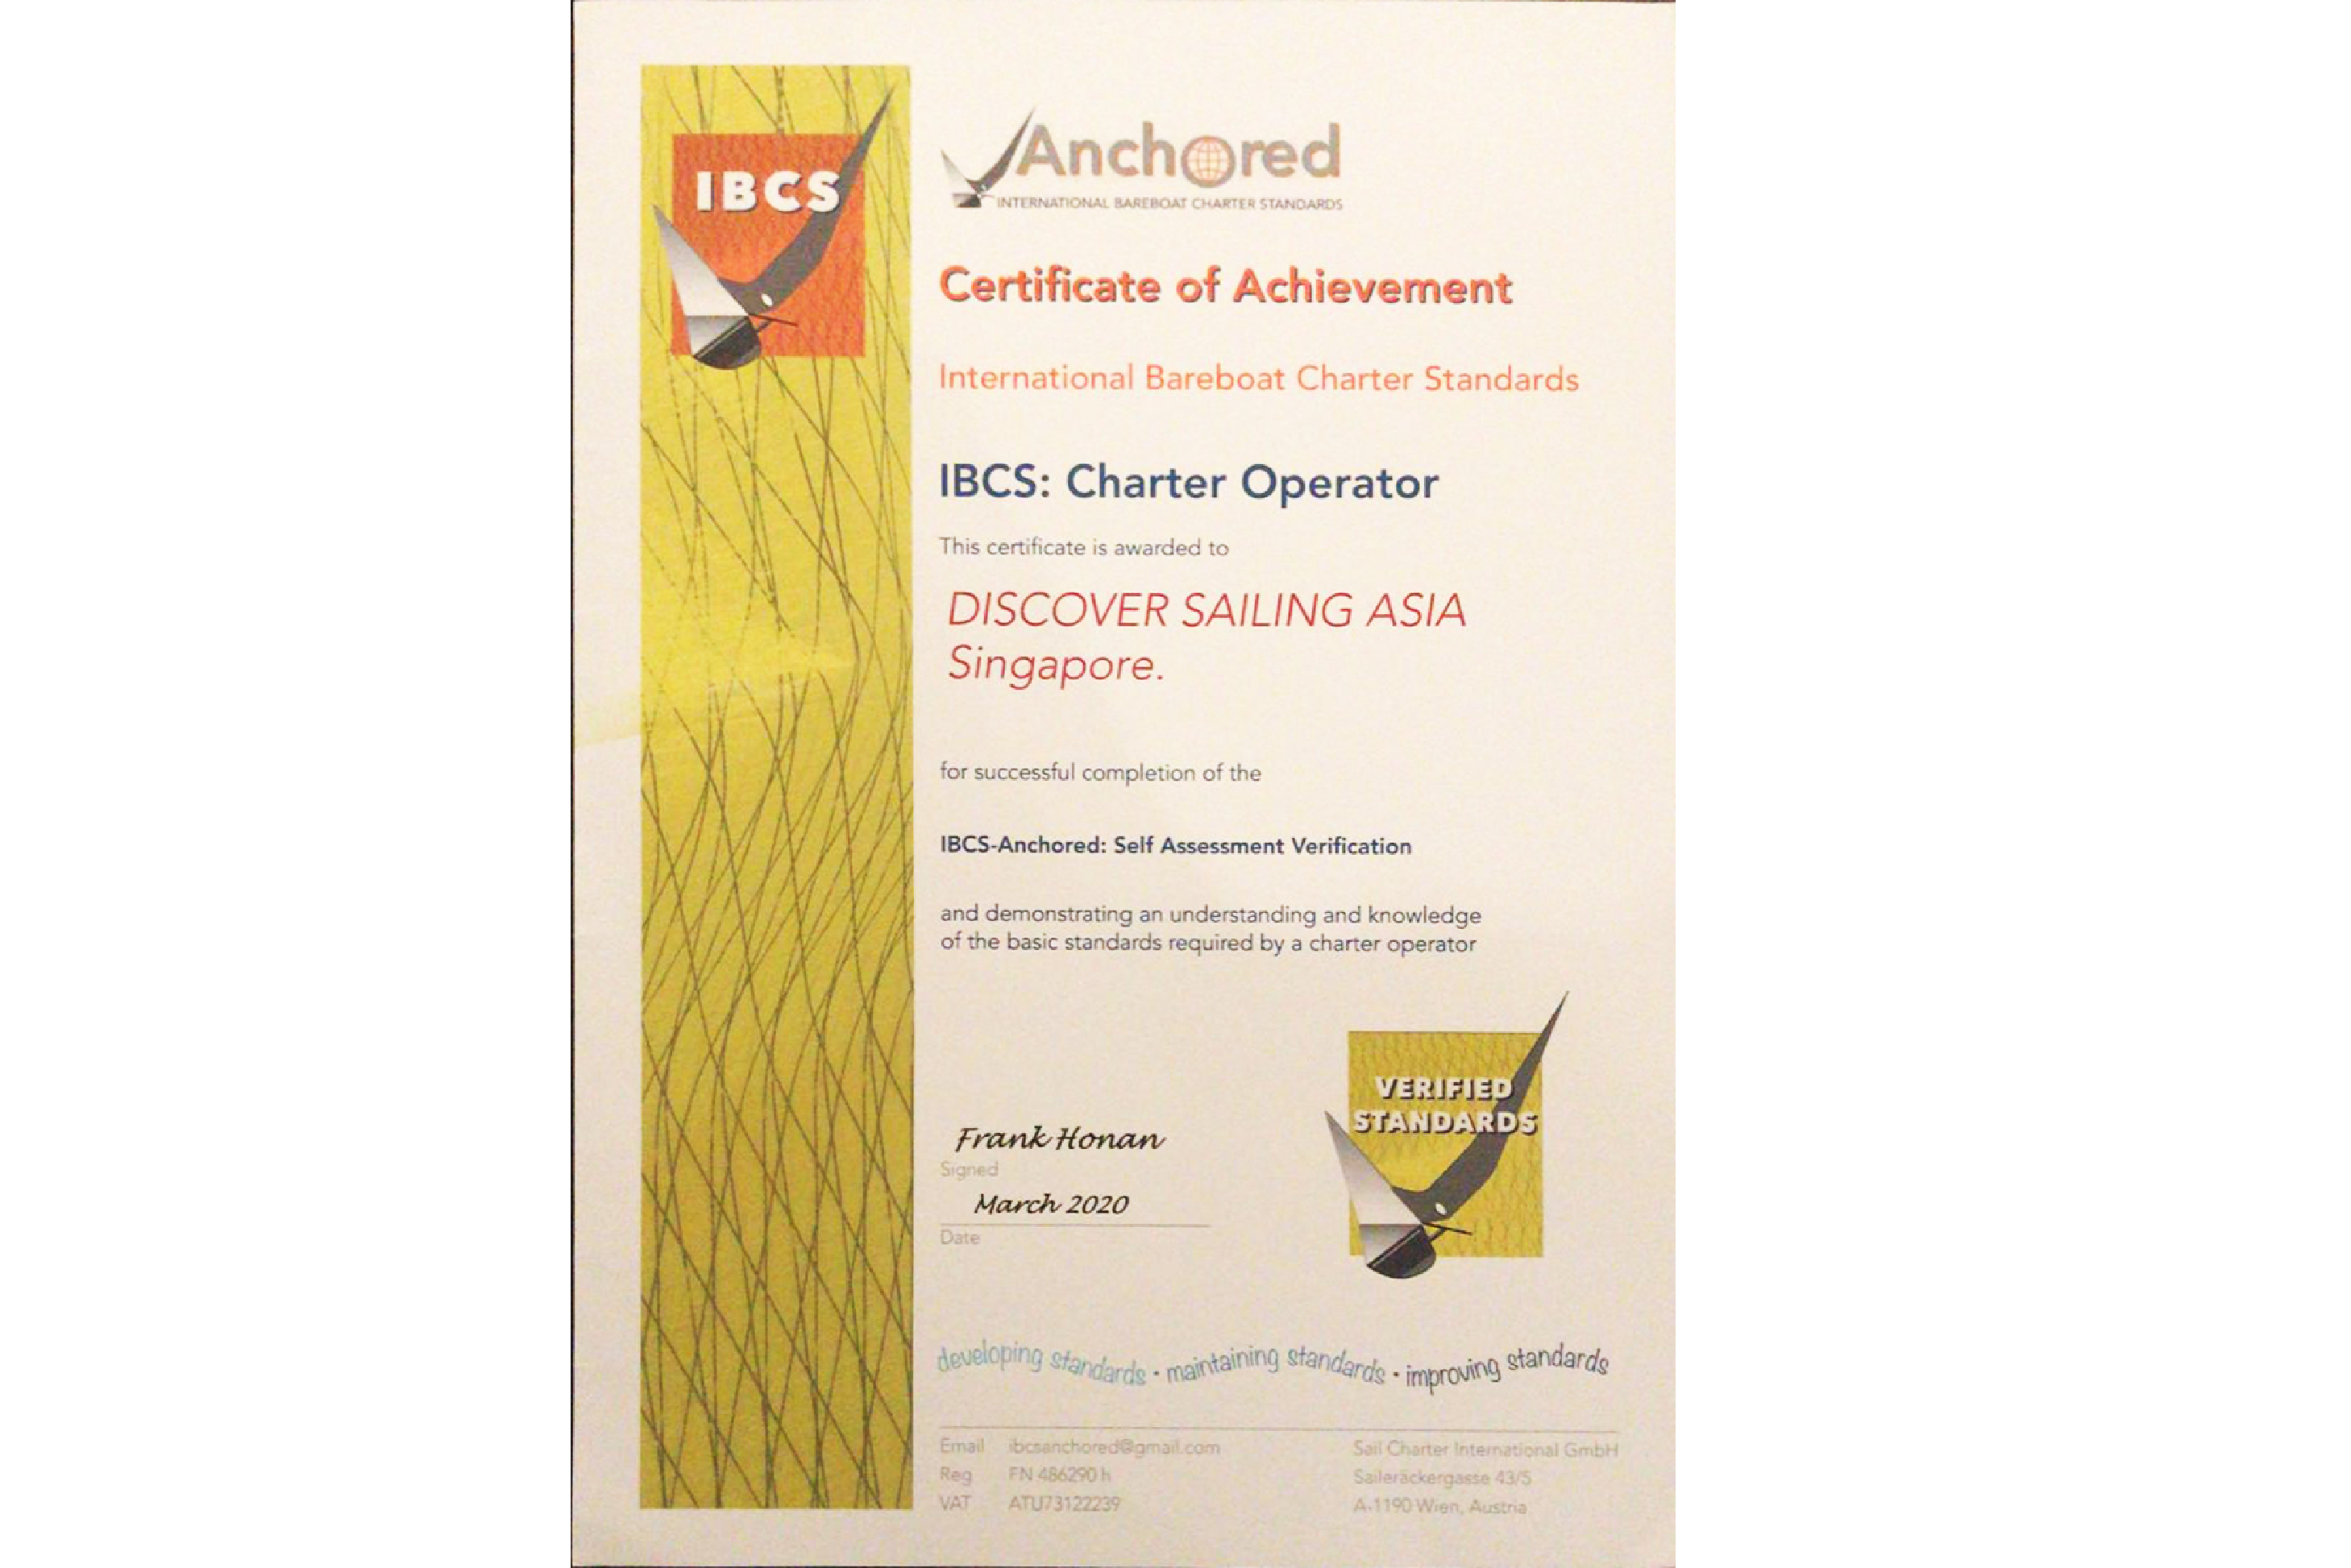 IBCS
Anchored
INTERNATIONAL BAREBOAT CHARTER STANDARDS
Certificate of Achievement
International Bareboat Charter Standards
IBCS: Charter Operator
This certificate is awarded to
DISCOVER SAILING ASIA
Singapore.
for successful completion of the
IBCS-Anchored: Self Assessment Verification
and demonstrating an understanding and knowledge
of the basic standards required by a charter operator
VERIFIED
STANDARDS
Frank Honan
Signed
March 2020
Date
developing standards • maintaining standards • improving standards
Email ibcsanchored@gmail.com
Reg FN 486290 h
VAT ATU73122239
Sail Charter International GmbH
Saileräckergasse 43/5
A-1190 Wien, Austria